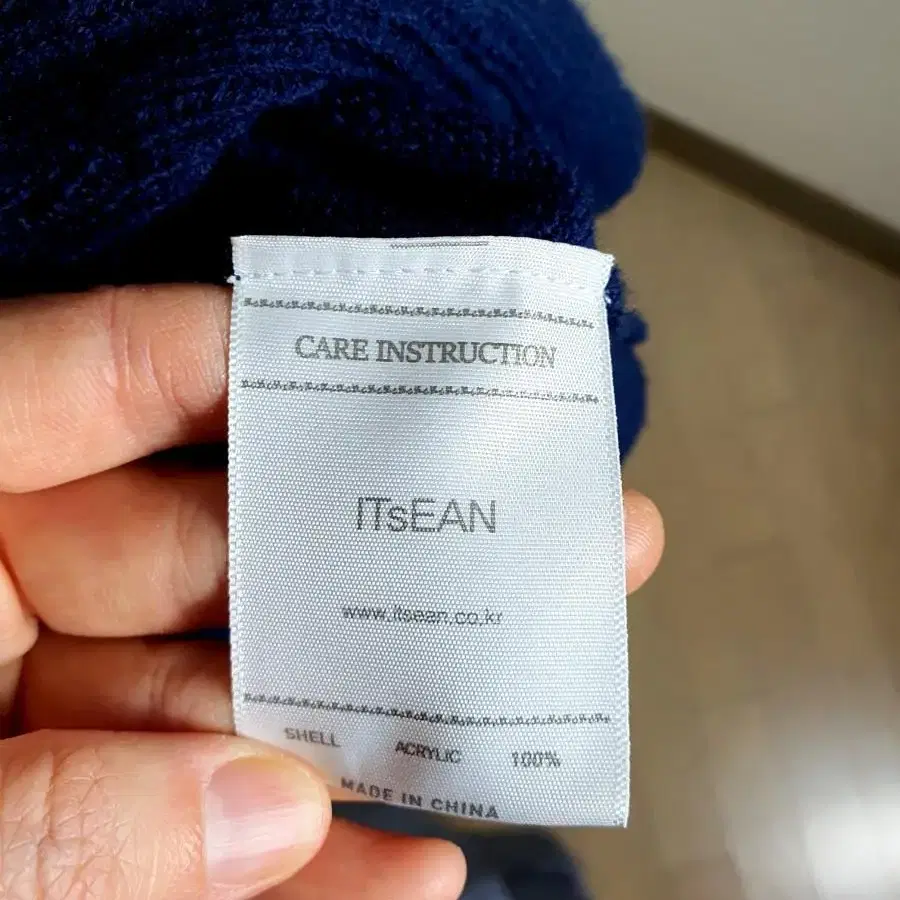 CARE INSTRUCTION
ITsEAN
www.itsean.co.kr
SHELL ACRYLIC 100%
MADE IN CHINA